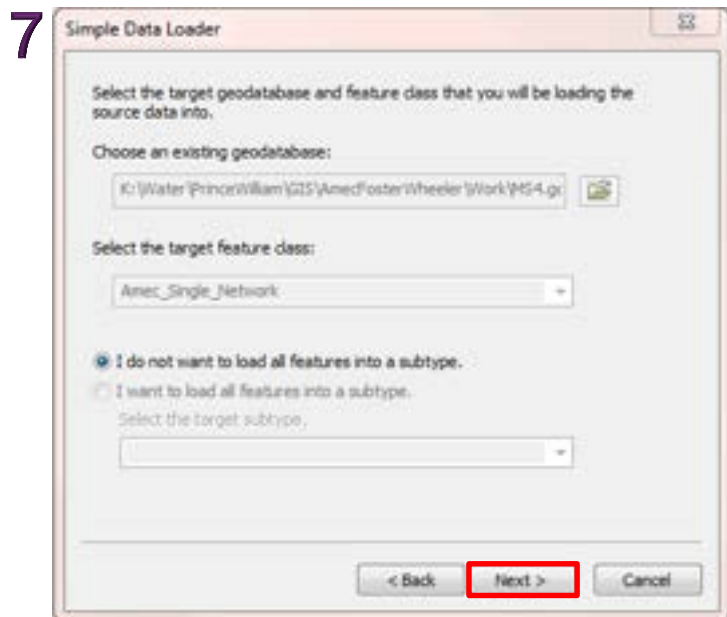 7
Simple Data Loader
Select the target geodatabase and feature class that you will be loading the
source data into.
Choose an existing geodatabase:
K:\Water\PrinceWilliam\GIS\AmecFosterWheeler\Work\MS4.gd
Select the target feature class:
Amec_Single_Network
I do not want to load all features into a subtype.
I want to load all features into a subtype.
Select the target subtype.
< Back Next > Cancel